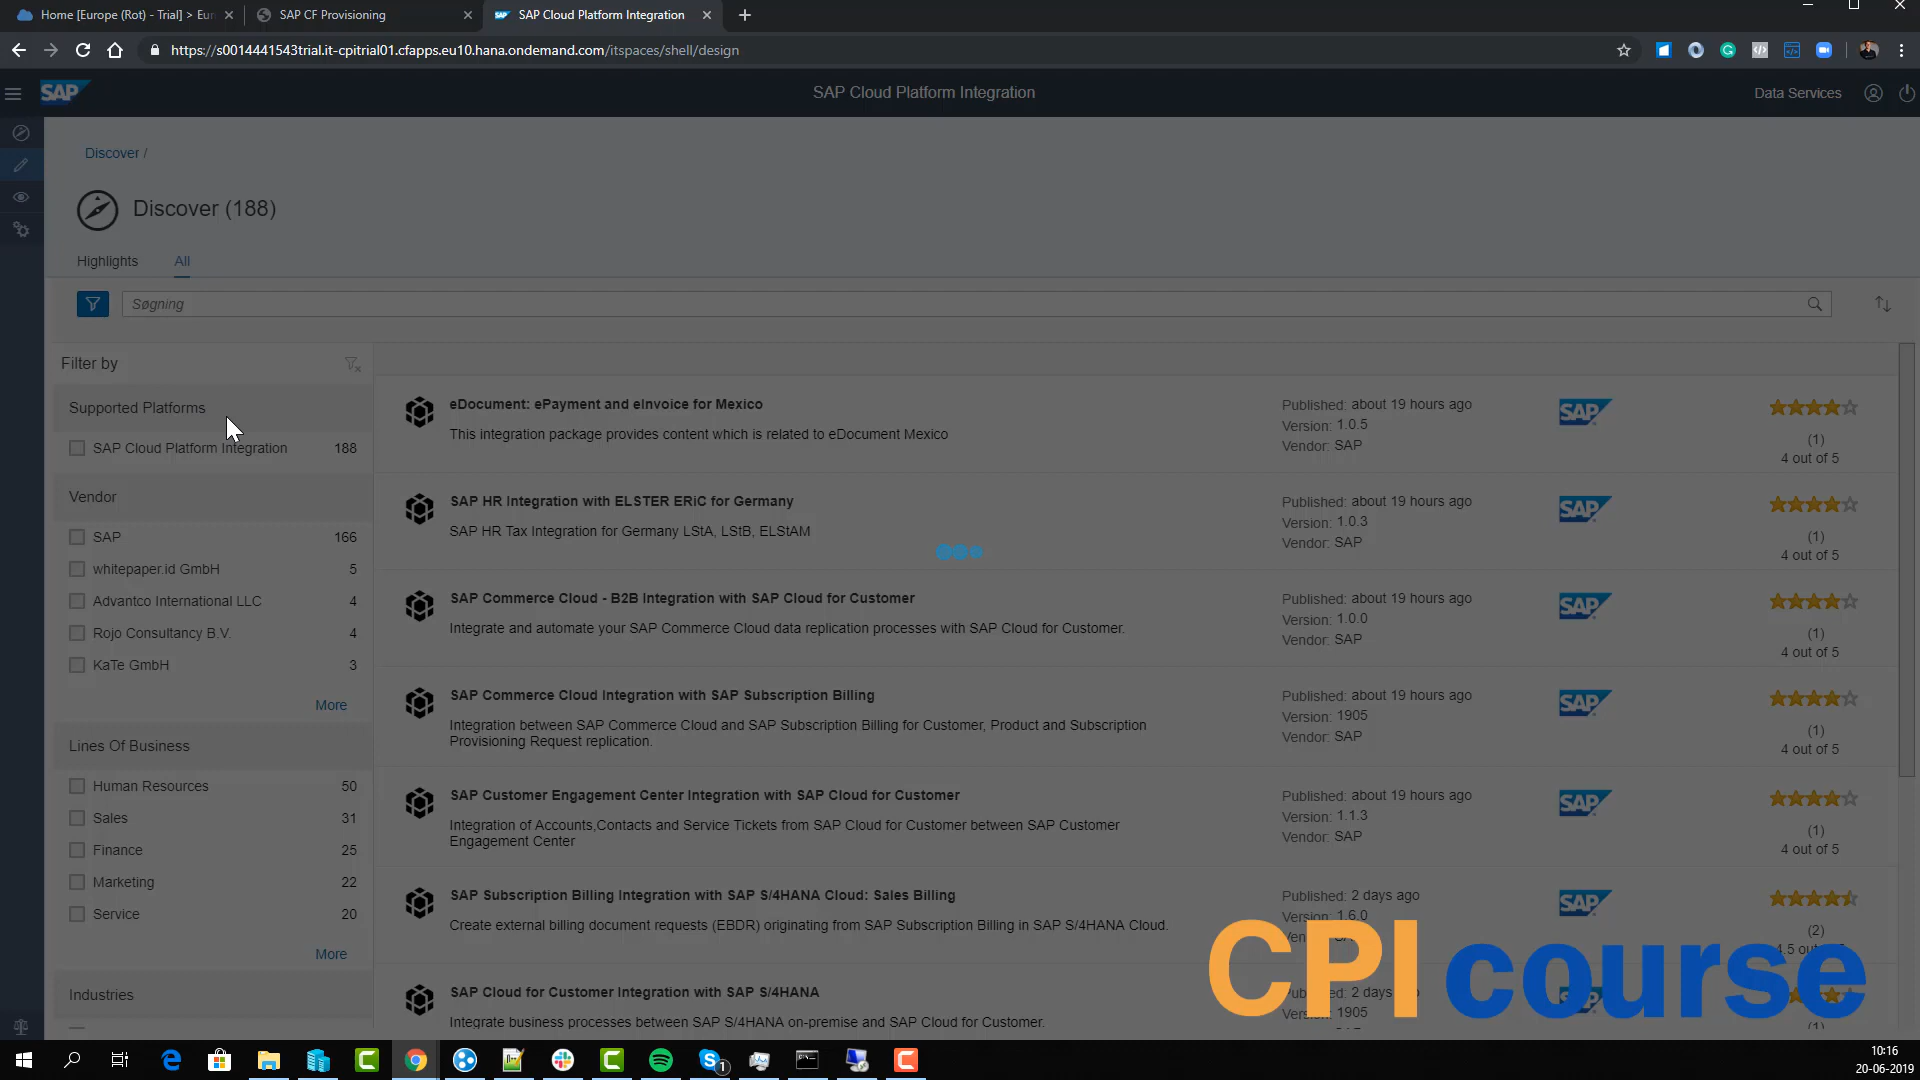 Home [Europe (Rot) - Trial] > Eur
SAP CF Provisioning
SAP Cloud Platform Integration
https://s0014441543trial.it-cpitrial01.cfapps.eu10.hana.ondemand.com/itspaces/shell/design
SAP
SAP Cloud Platform Integration
Data Services
Discover /
Discover (188)
Highlights
All
Søgning
Filter by
Supported Platforms
SAP Cloud Platform Integration 188
Vendor
SAP 166
whitepaper.id GmbH 5
Advantco International LLC 4
Rojo Consultancy B.V. 4
KaTe GmbH 3
More
Lines Of Business
Human Resources 50
Sales 31
Finance 25
Marketing 22
Service 20
More
Industries
eDocument: ePayment and eInvoice for Mexico
This integration package provides content which is related to eDocument Mexico
Published: about 19 hours ago
Version: 1.0.5
Vendor: SAP
SAP
(1)
4 out of 5
SAP HR Integration with ELSTER ERiC for Germany
SAP HR Tax Integration for Germany LStA, LStB, ELStAM
Published: about 19 hours ago
Version: 1.0.3
Vendor: SAP
SAP
(1)
4 out of 5
SAP Commerce Cloud - B2B Integration with SAP Cloud for Customer
Integrate and automate your SAP Commerce Cloud data replication processes with SAP Cloud for Customer.
Published: about 19 hours ago
Version: 1.0.0
Vendor: SAP
SAP
(1)
4 out of 5
SAP Commerce Cloud Integration with SAP Subscription Billing
Integration between SAP Commerce Cloud and SAP Subscription Billing for Customer, Product and Subscription
Provisioning Request replication.
Published: about 19 hours ago
Version: 1905
Vendor: SAP
SAP
(1)
4 out of 5
SAP Customer Engagement Center Integration with SAP Cloud for Customer
Integration of Accounts,Contacts and Service Tickets from SAP Cloud for Customer between SAP Customer
Engagement Center
Published: about 19 hours ago
Version: 1.1.3
Vendor: SAP
SAP
(1)
4 out of 5
SAP Subscription Billing Integration with SAP S/4HANA Cloud: Sales Billing
Create external billing document requests (EBDR) originating from SAP Subscription Billing in SAP S/4HANA Cloud.
Published: 2 days ago
Version: 1.6.0
SAP
(2)
SAP Cloud for Customer Integration with SAP S/4HANA
Integrate business processes between SAP S/4HANA on-premise and SAP Cloud for Customer.
2 days
1905
(1)
CPI course
1
10:16
20-06-2019